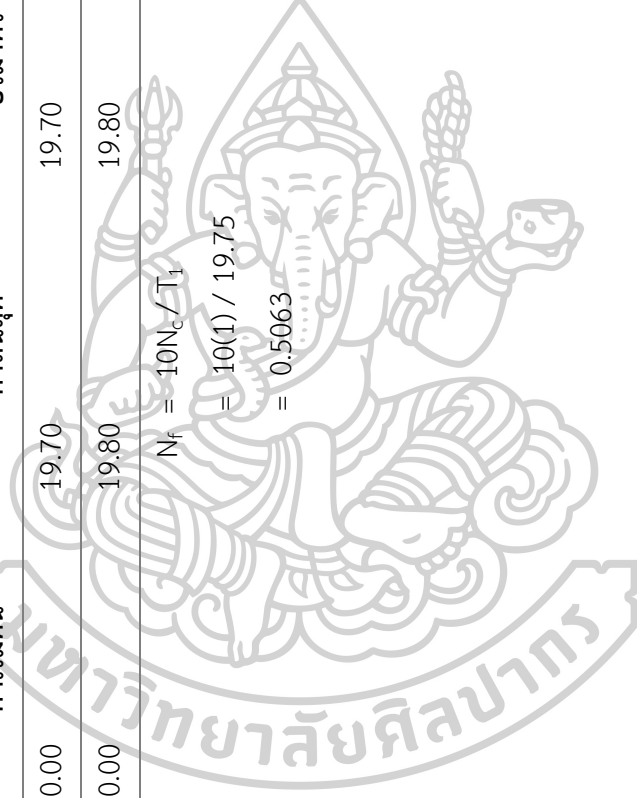 0.00 19.70 19.70
0.00 19.80 19.80
N_f = 10N_c / T_1
= 10(1) / 19.75
= 0.5063
มหาวิทยาลัยศิลปากร